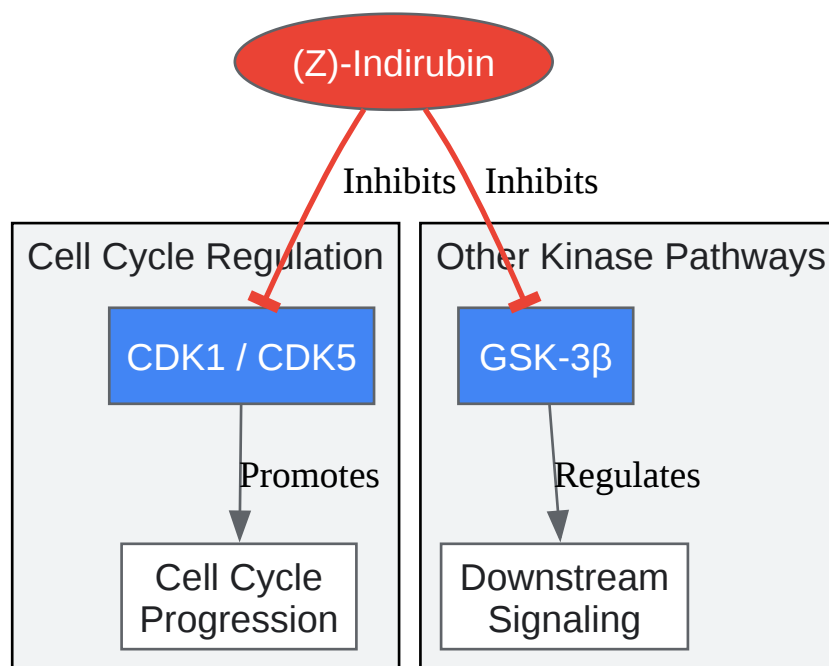 (Z)-Indirubin
Inhibits Inhibits
Cell Cycle Regulation
Other Kinase Pathways
CDK1 / CDK5
GSK-3β
Promotes
Regulates
Cell Cycle
Progression
Downstream
Signaling